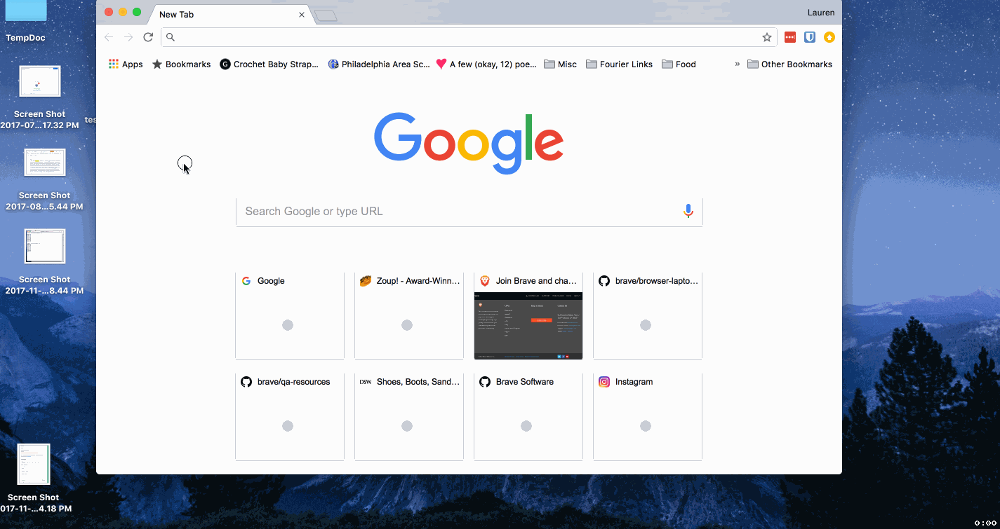 New Tab
Lauren
TempDoc
Apps
Bookmarks
Crochet Baby Strap...
Philadelphia Area Sc...
A few (okay, 12) poe...
Misc
Fourier Links
Food
»
Other Bookmarks
Screen Shot
2017-07...17.32 PM
tes
Google
Screen Shot
2017-08...5.44 PM
Search Google or type URL
Screen Shot
2017-11-...8.44 PM
Google
Zoup! - Award-Winn...
Join Brave and cha...
brave/browser-lapto...
brave/qa-resources
DSW
Shoes, Boots, Sand...
Brave Software
Instagram
Screen Shot
017-11-...4.18 PM
0:00